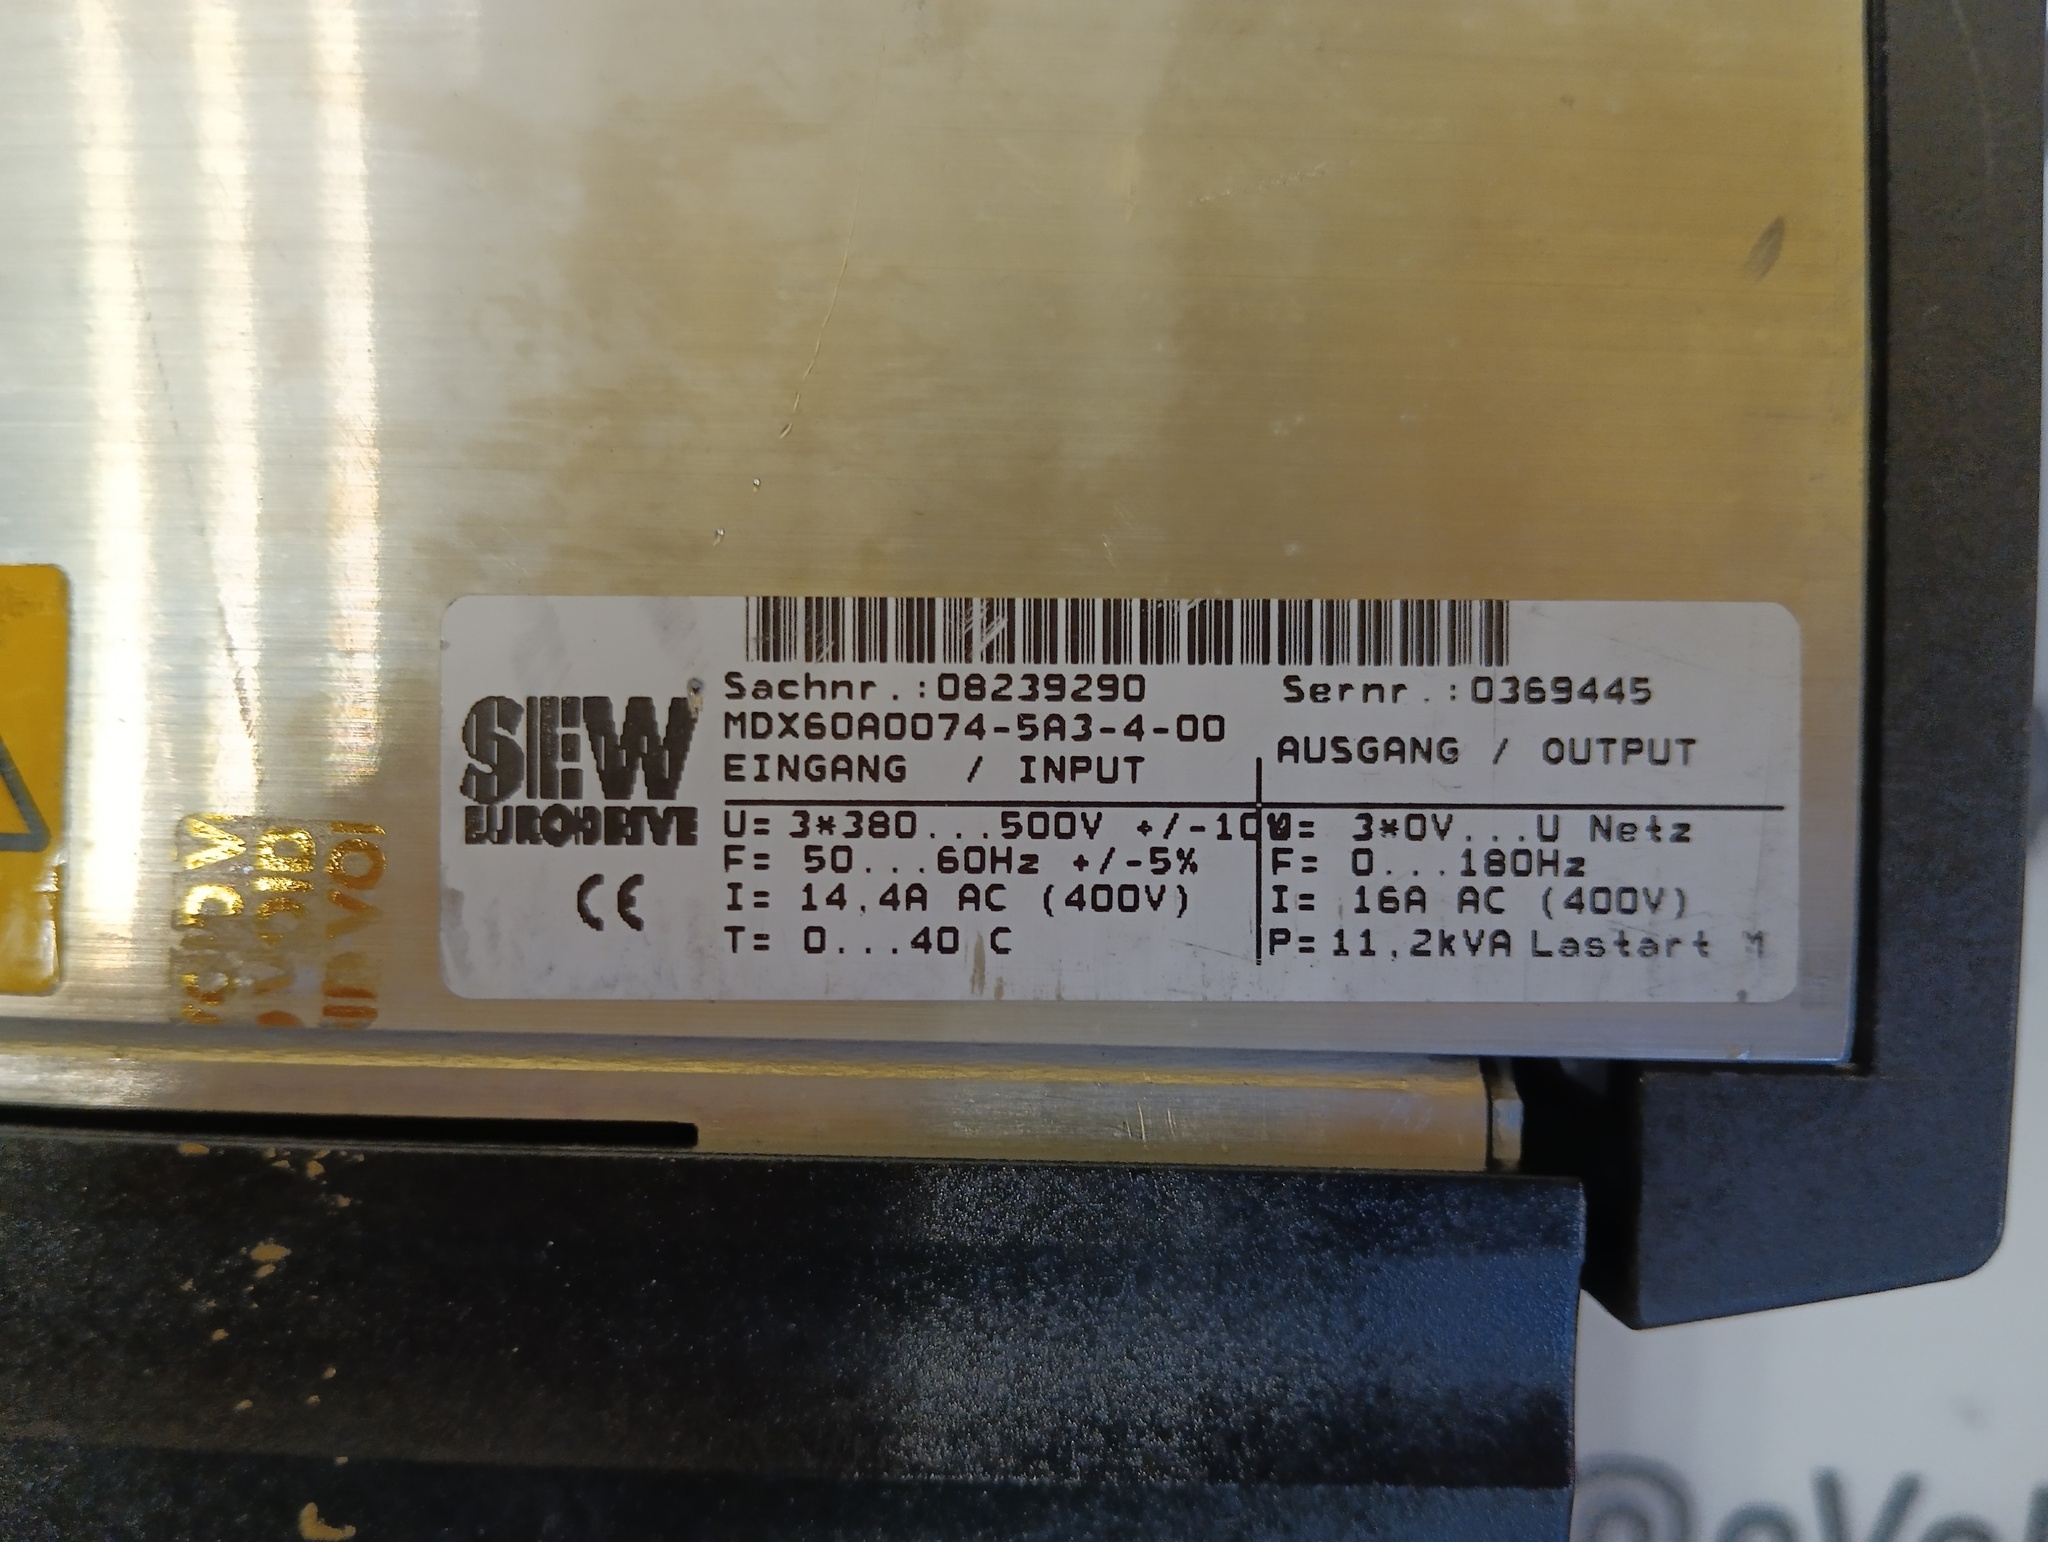 SEW
EURODRIVE
CE
Sachnr.:08239290
Sernr.:0369445
MDX60A0074-5A3-4-00
EINGANG / INPUT
AUSGANG / OUTPUT
U= 3*380...500V +/-10
U= 3*0V...U Netz
F= 50...60Hz +/-5%
F= 0...180Hz
I= 14,4A AC (400V)
I= 16A AC (400V)
T= 0...40 C
P= 11,2kVA Lastart M